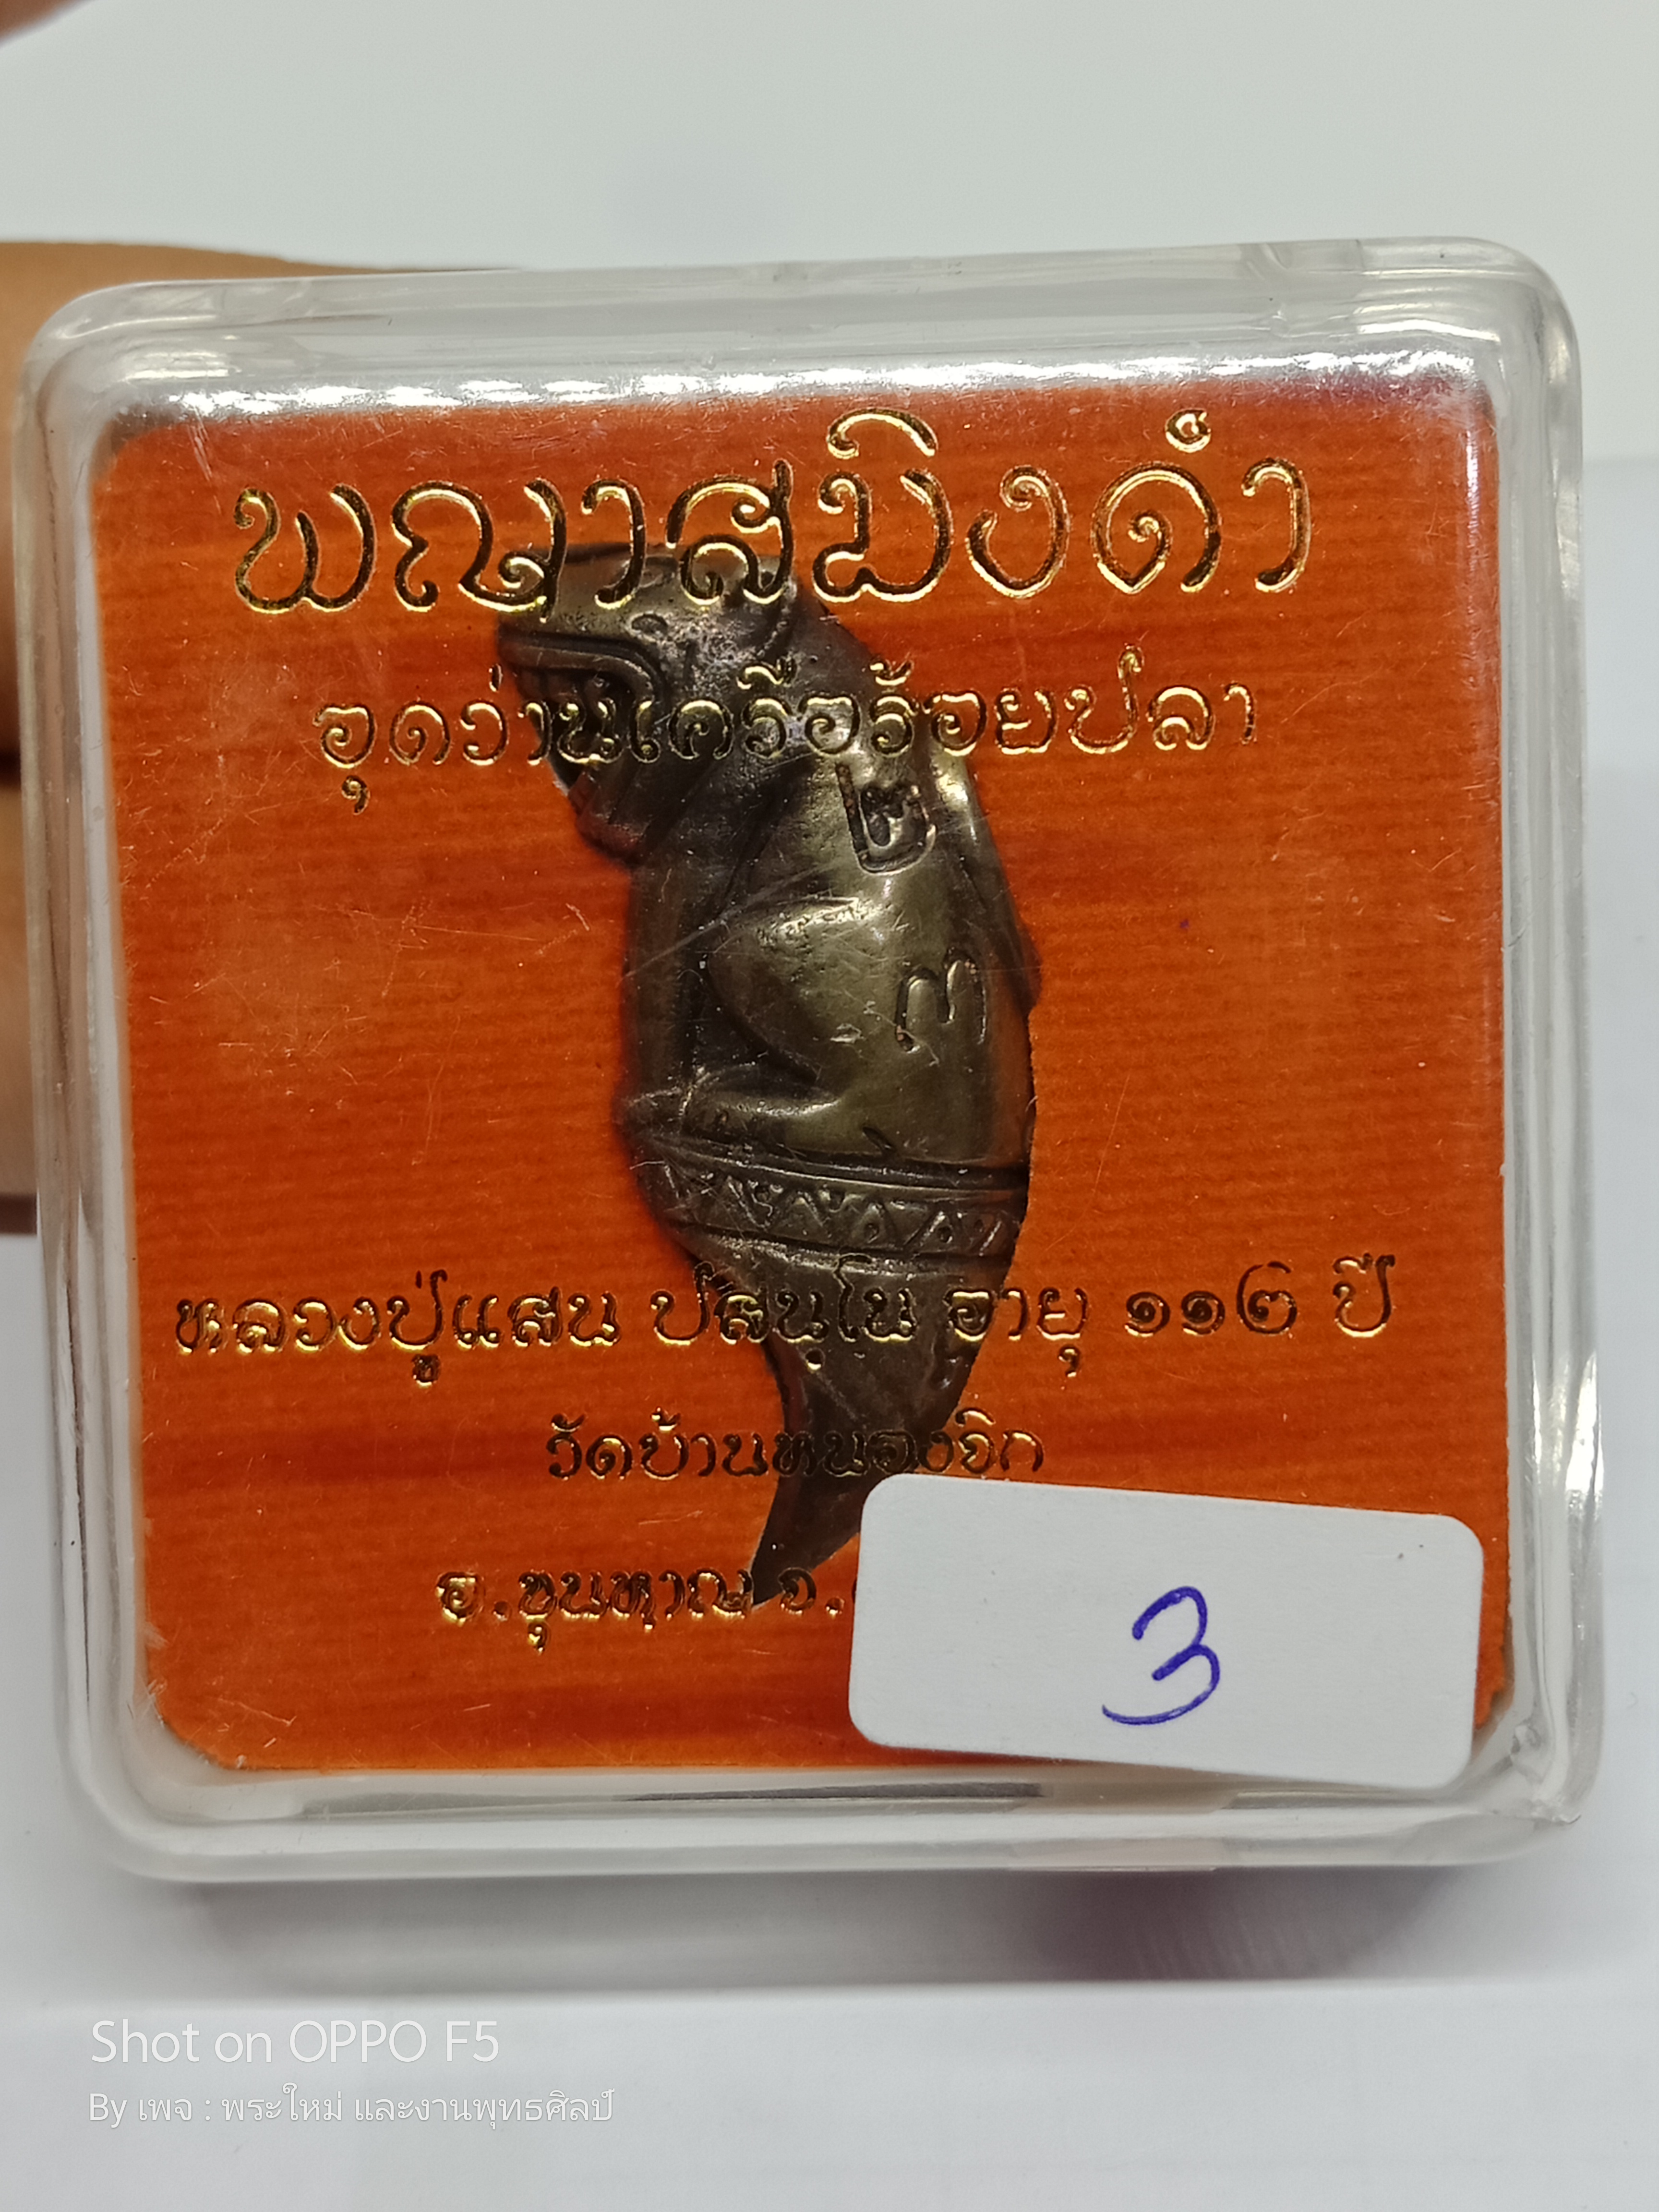 พญาสมิงดำ
อุดว่านเครือร้อยปลา
๒
๓
หลวงปู่แสน ปสนฺโน อายุ ๑๑๒ ปี
วัดบ้านหนองจิก
อ.ขุนหาญ จ.
3
Shot on OPPO F5
By เพจ : พระใหม่ และงานพุทธศิลป์